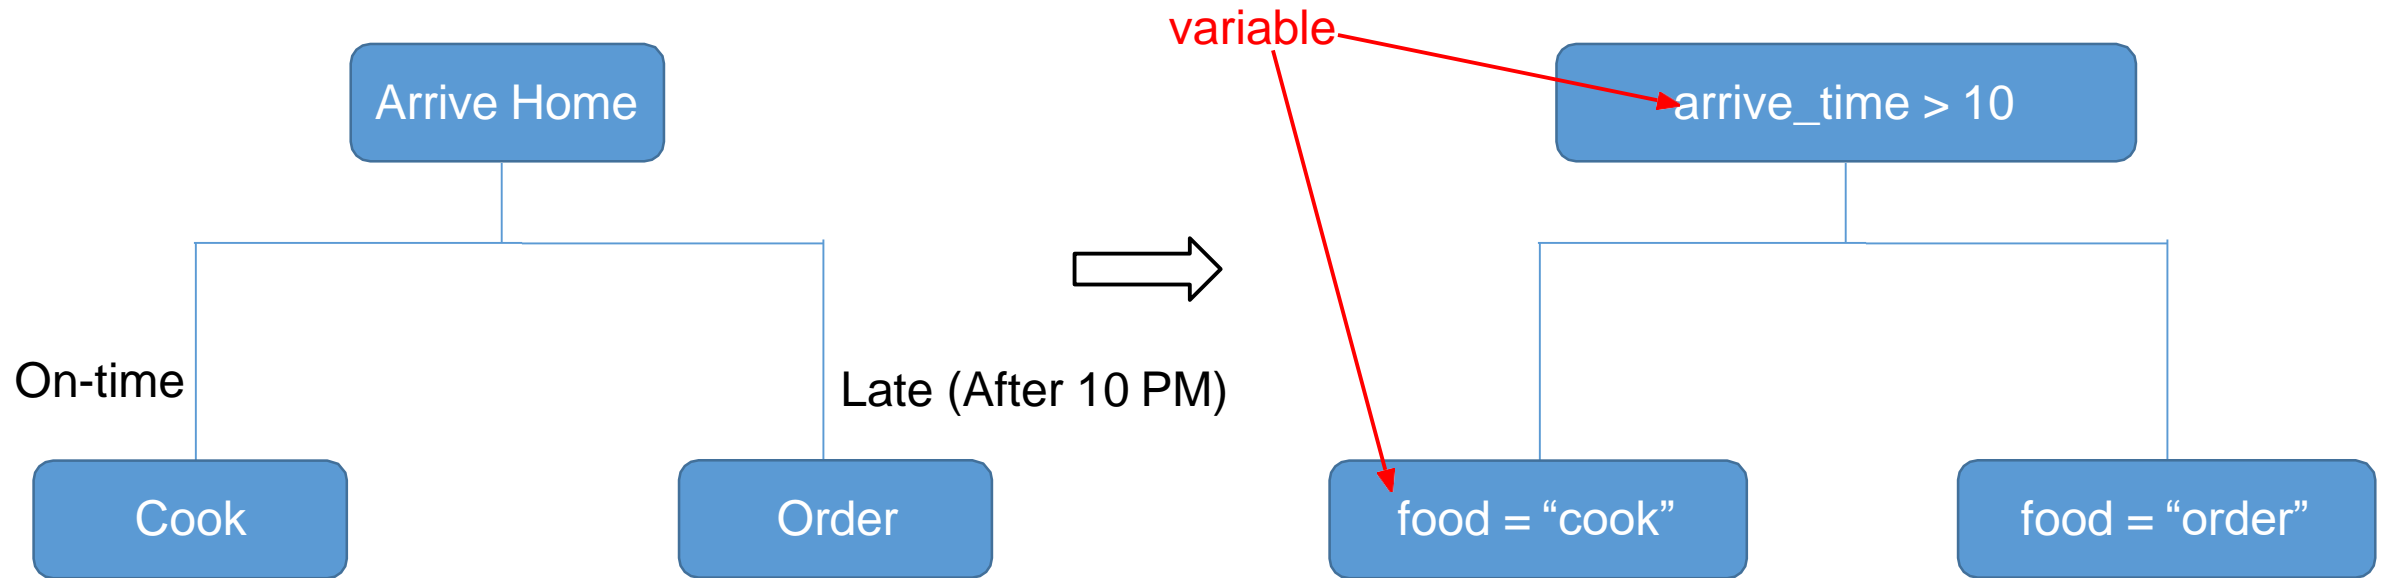 variable
Arrive Home
arrive_time > 10
On-time
Late (After 10 PM)
Cook
Order
food = “cook”
food = “order”